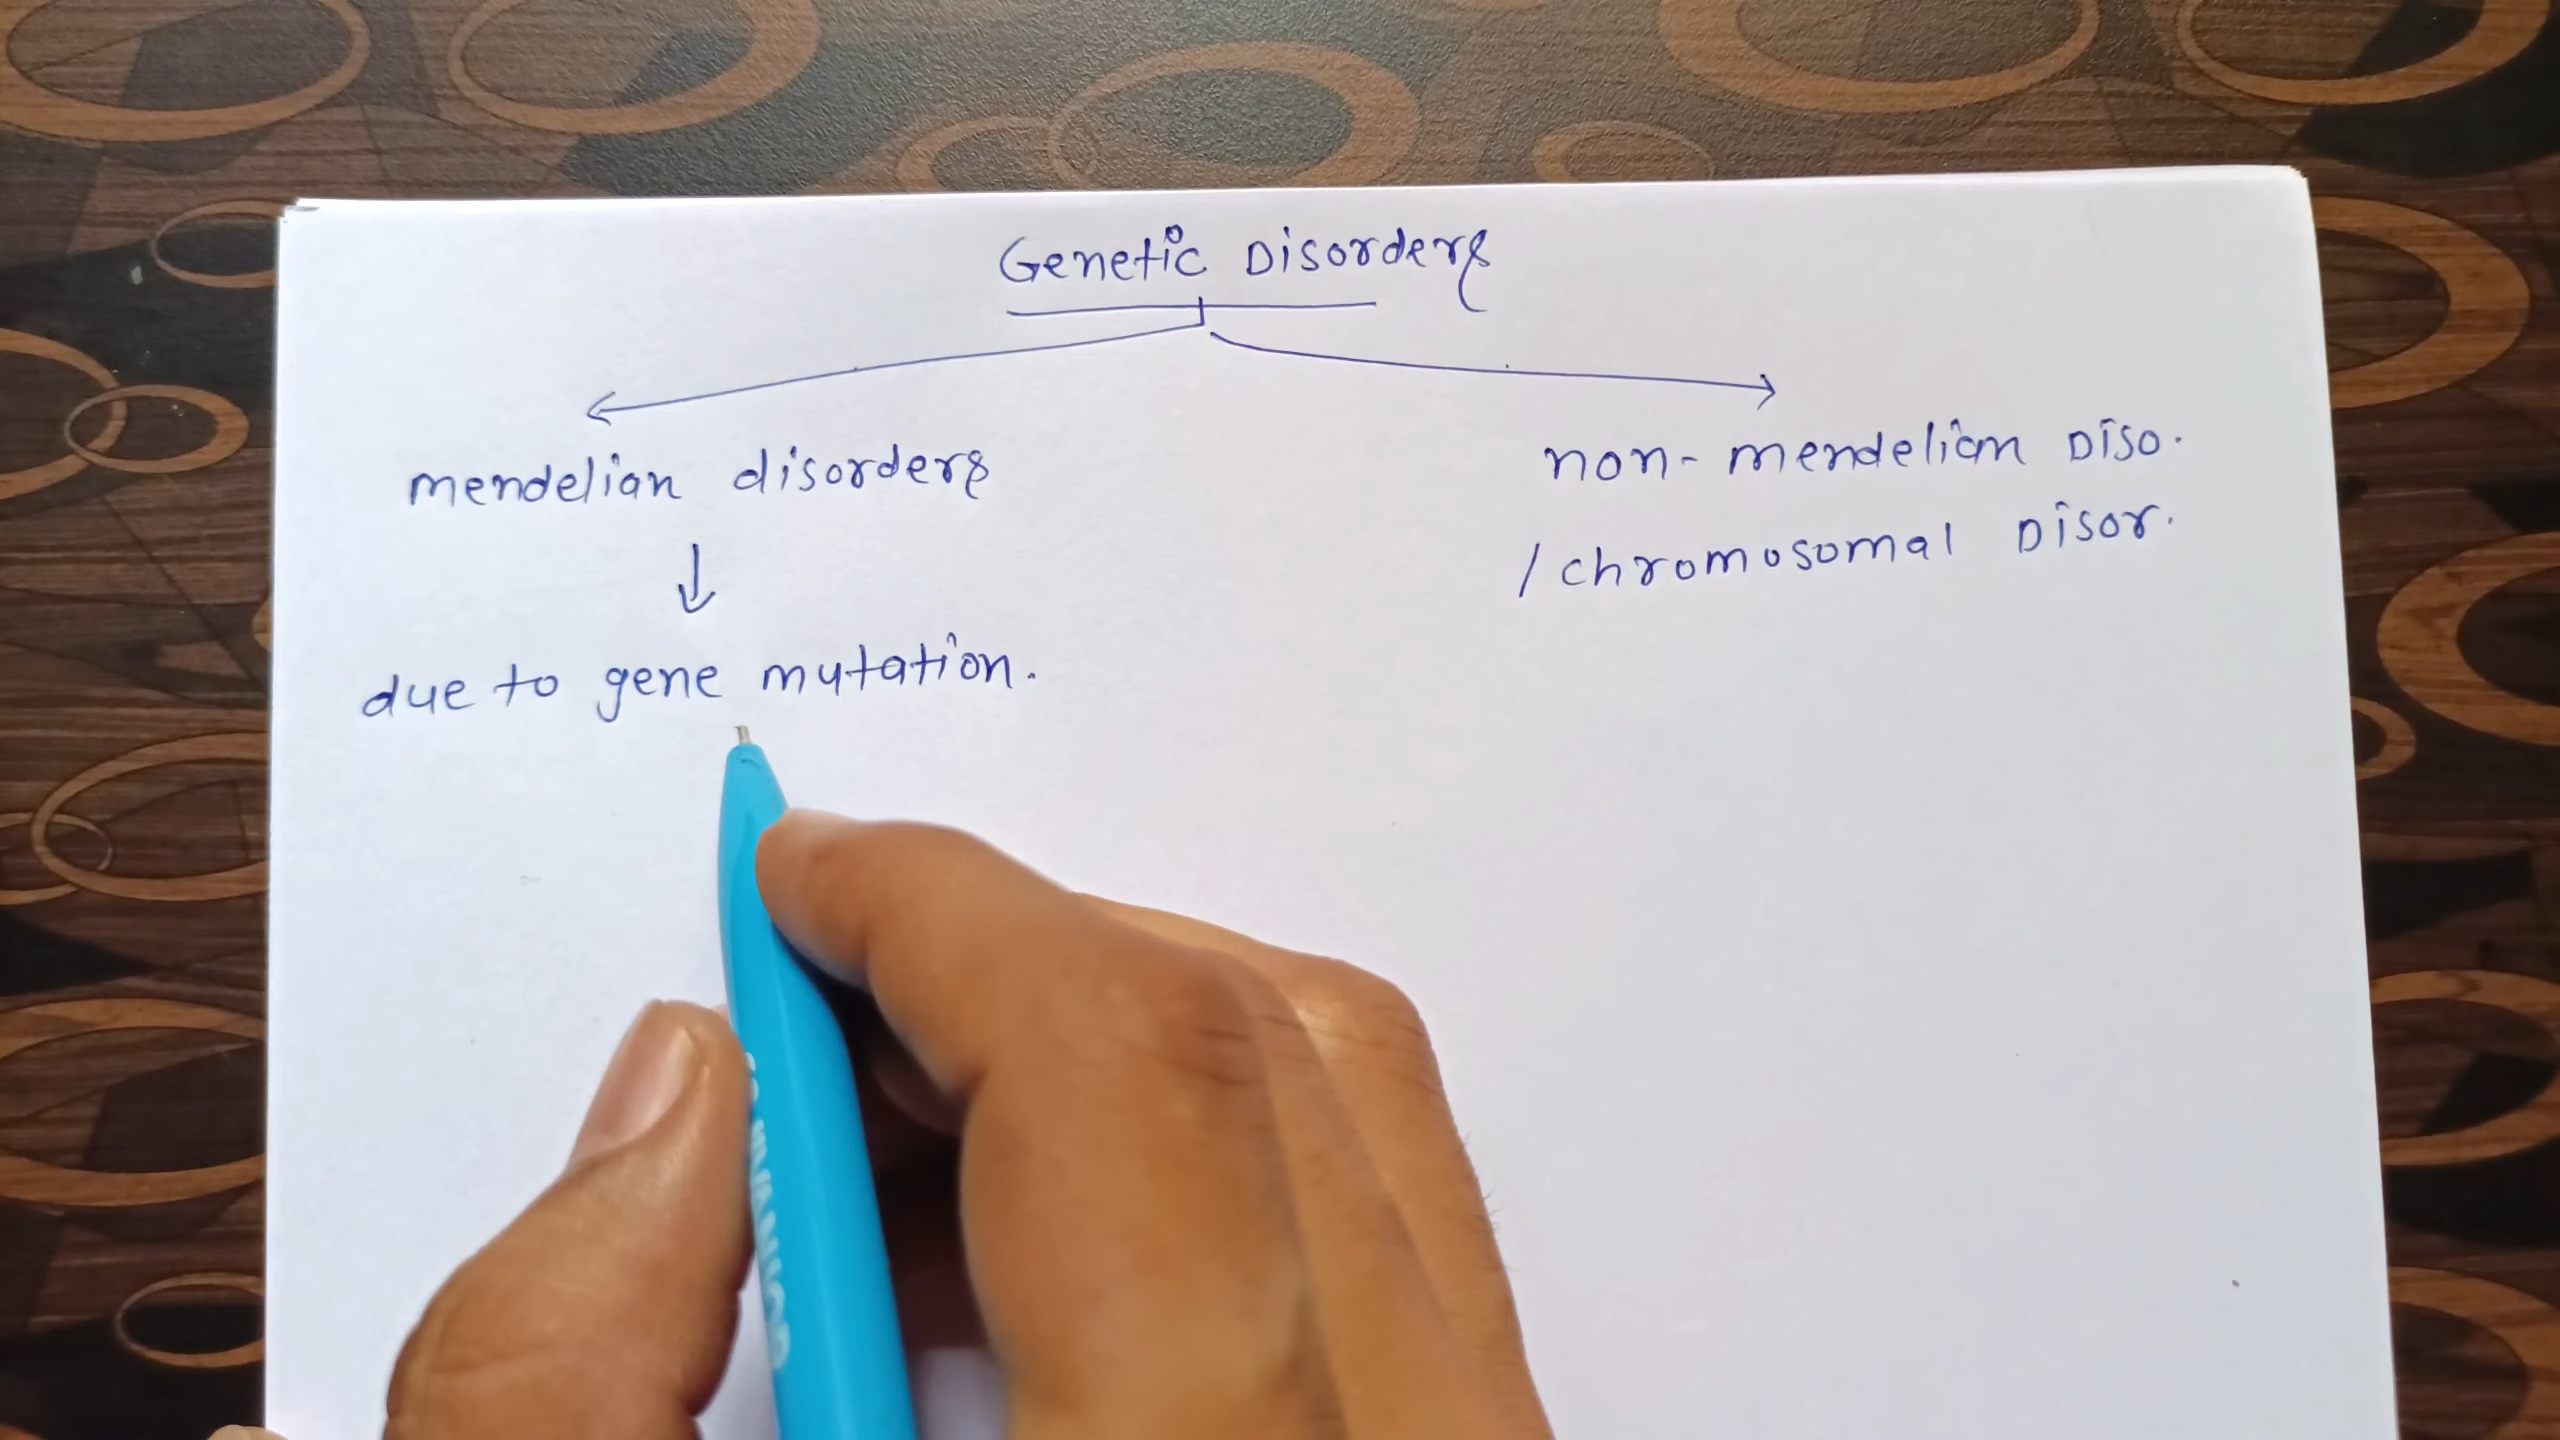 Genetic Disorders
mendelian disorders
due to gene mutation.
non-mendelian Diso.
/chromosomal Disor.